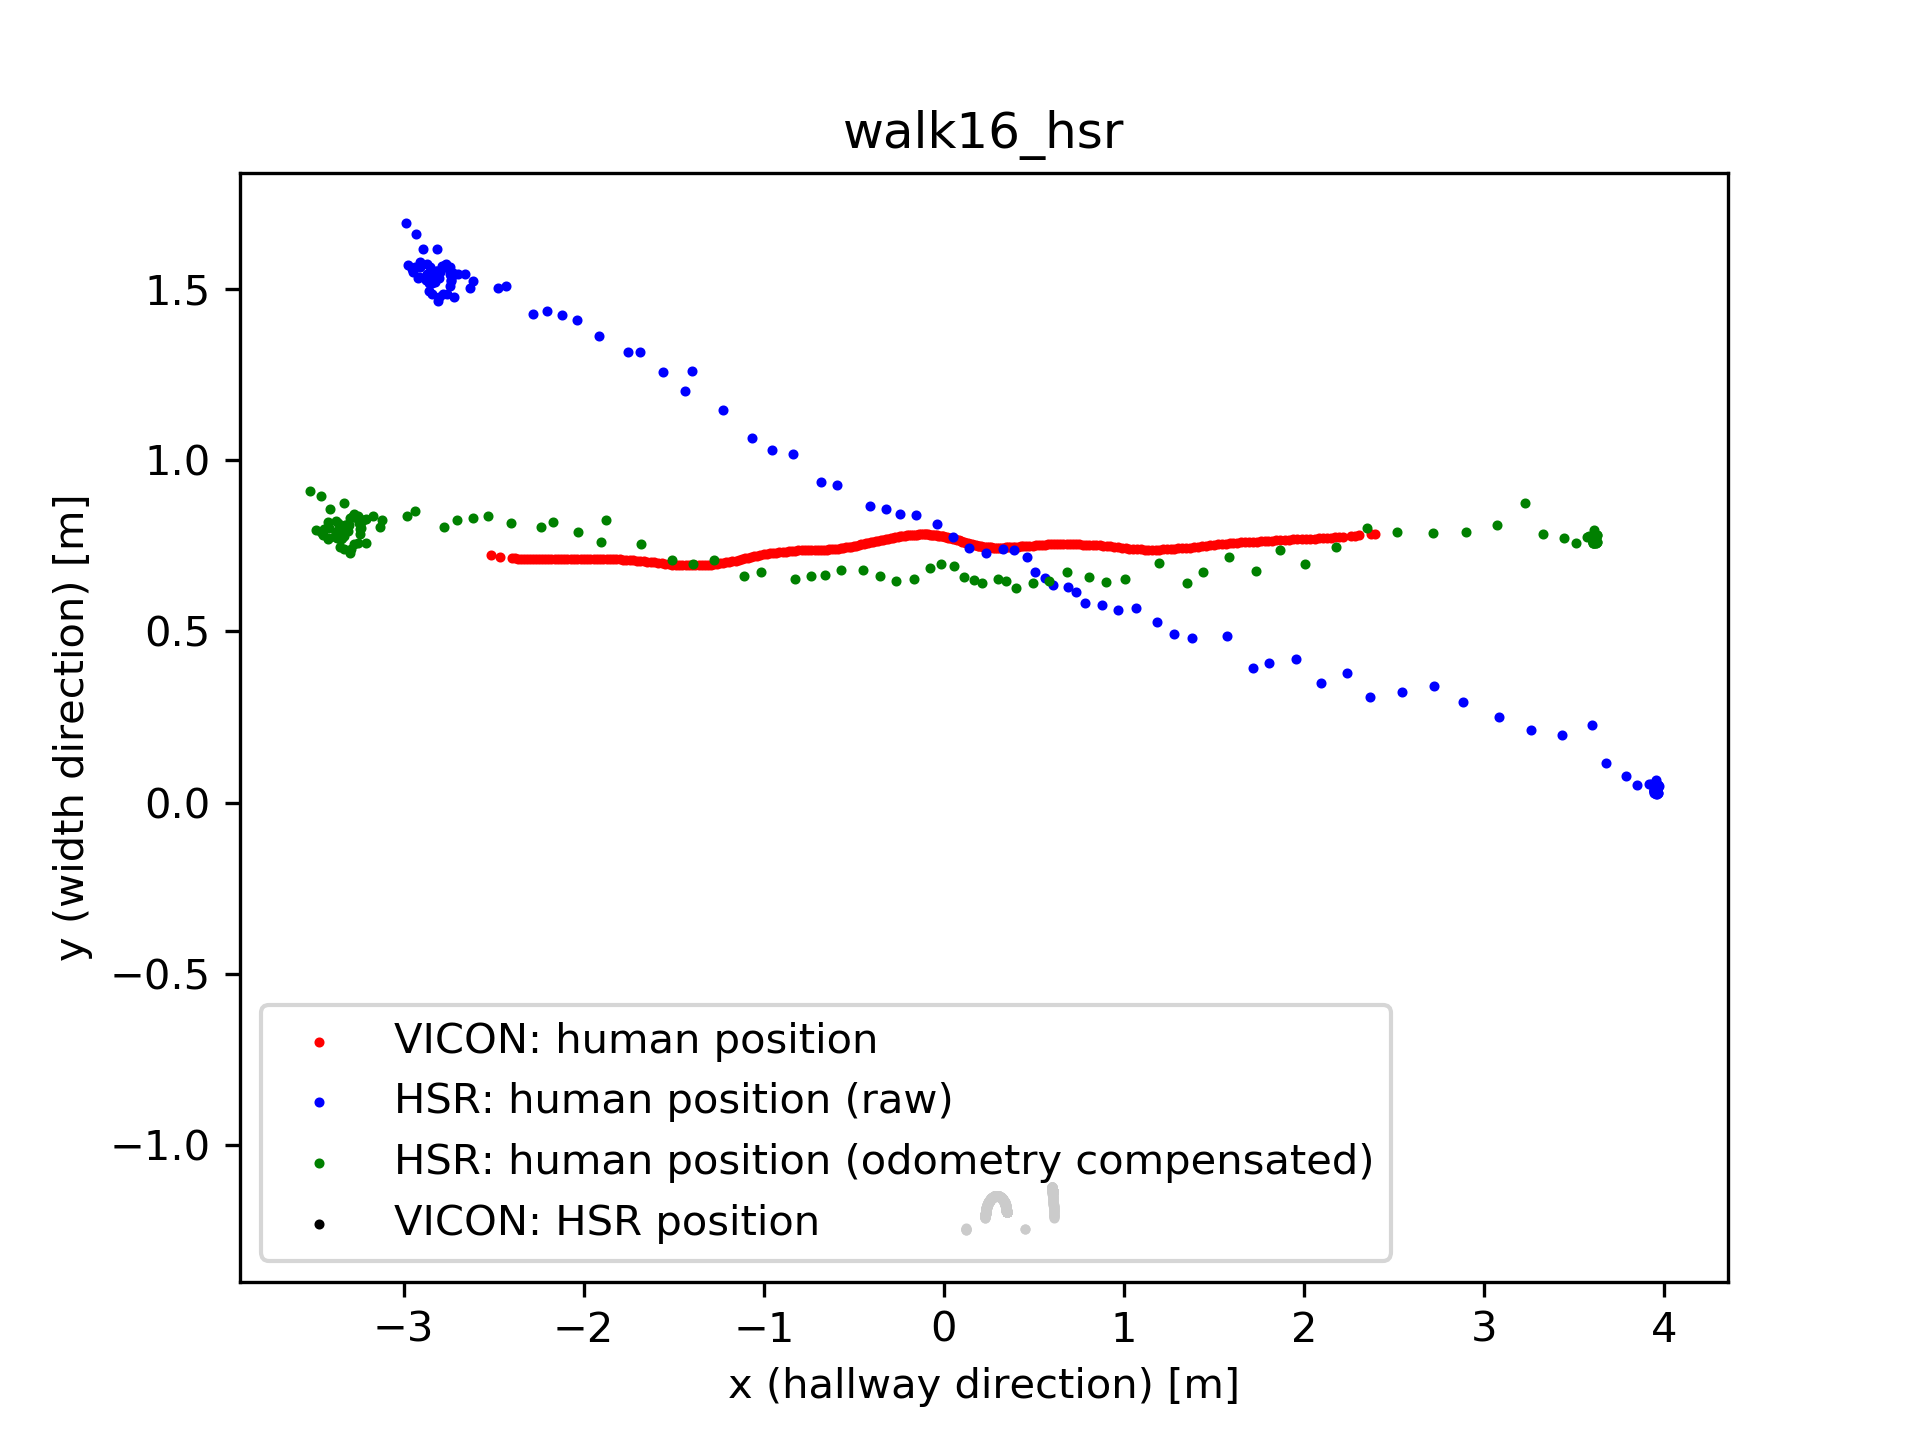 walk16_hsr
1.5
1.0
0.5
0.0
−0.5
−1.0
y (width direction) [m]
VICON: human position
HSR: human position (raw)
HSR: human position (odometry compensated)
VICON: HSR position
−3 −2 −1 0 1 2 3 4
x (hallway direction) [m]